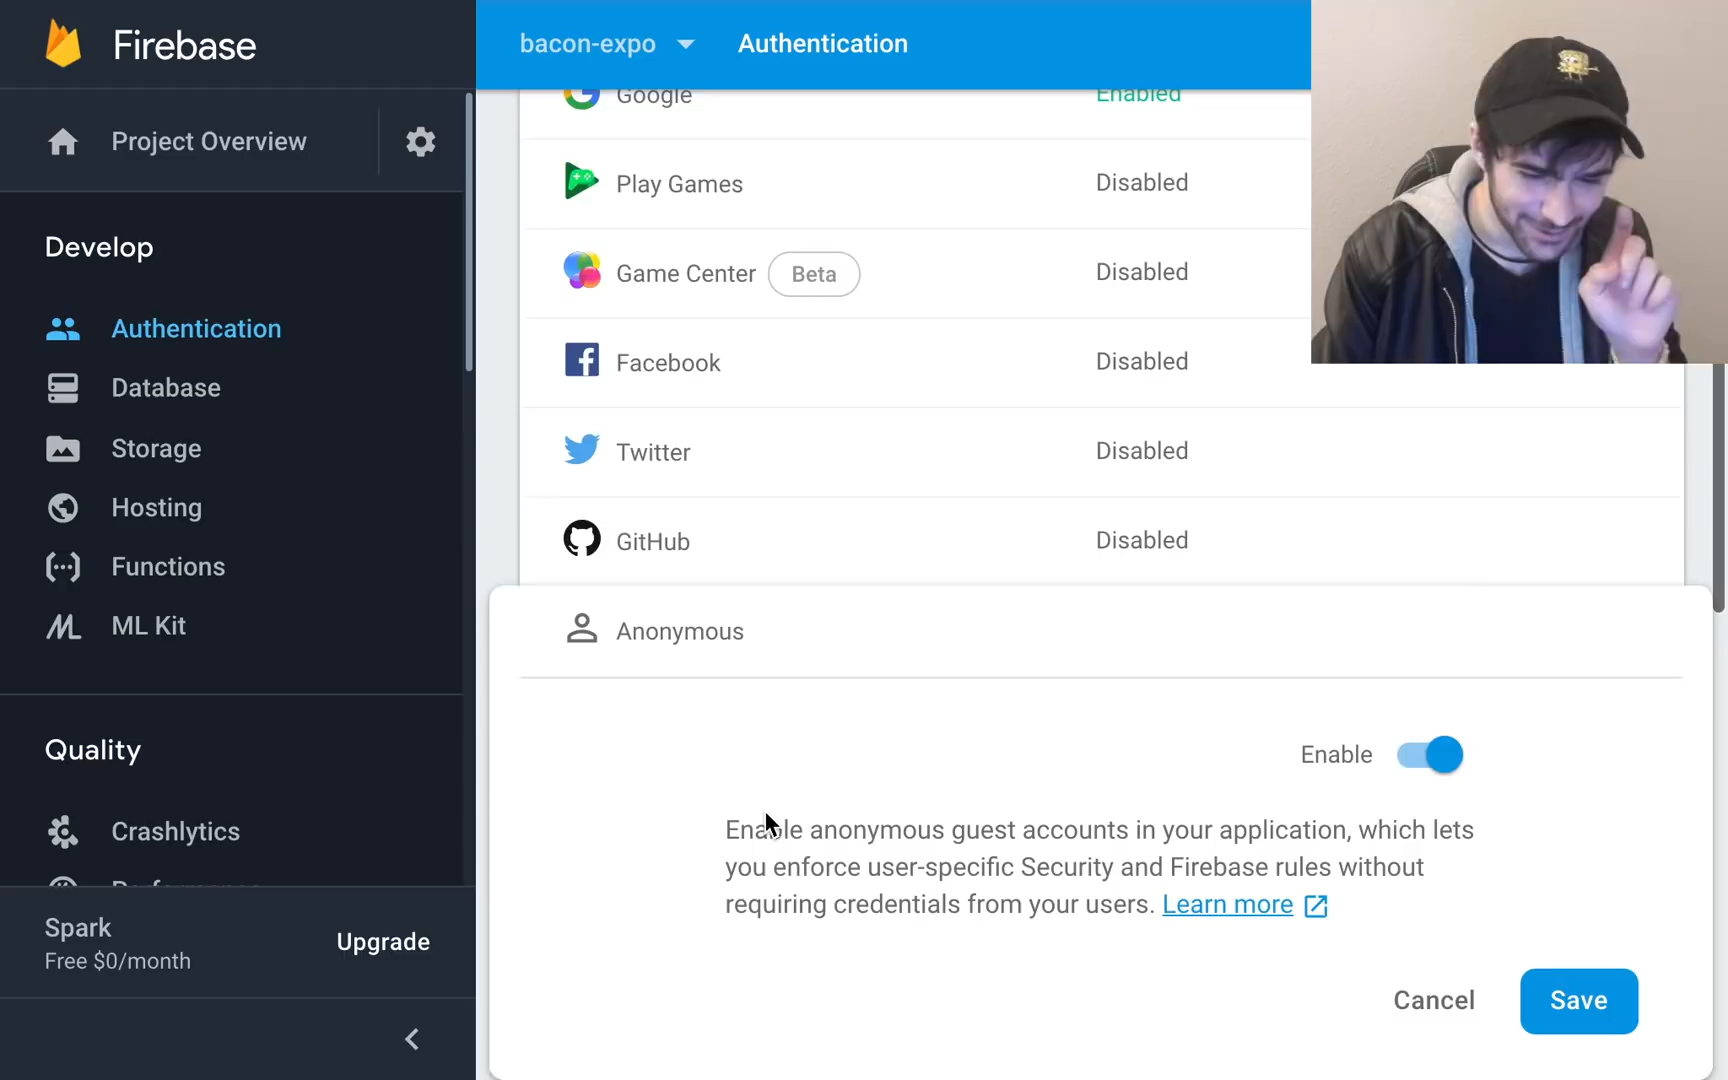 Firebase
bacon-expo
Authentication
Project Overview
Develop
Authentication
Database
Storage
Hosting
Functions
ML Kit
Quality
Crashlytics
Spark
Free $0/month
Upgrade
Google
Enabled
Play Games
Disabled
Game Center
Beta
Disabled
Facebook
Disabled
Twitter
Disabled
GitHub
Disabled
Anonymous
Enable
Enable anonymous guest accounts in your application, which lets
you enforce user-specific Security and Firebase rules without
requiring credentials from your users. Learn more
Cancel
Save